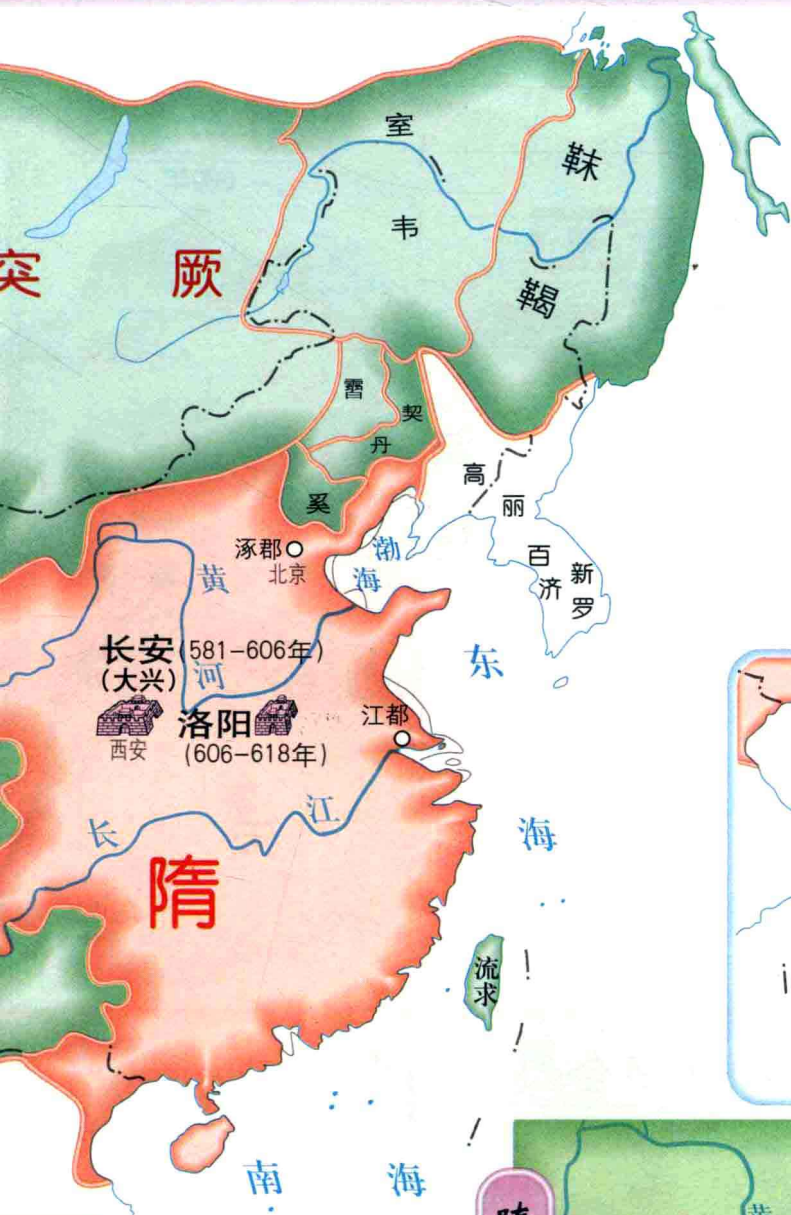 室
韦
靺
鞨
突 厥
霫
契
丹
奚
高
丽
百
济
新
罗
涿郡
北京
渤
海
黄
河
长安(581-606年)
(大兴)
西安
洛阳
(606-618年)
江都
东
海
长
江
隋
流
求
南 海
黄